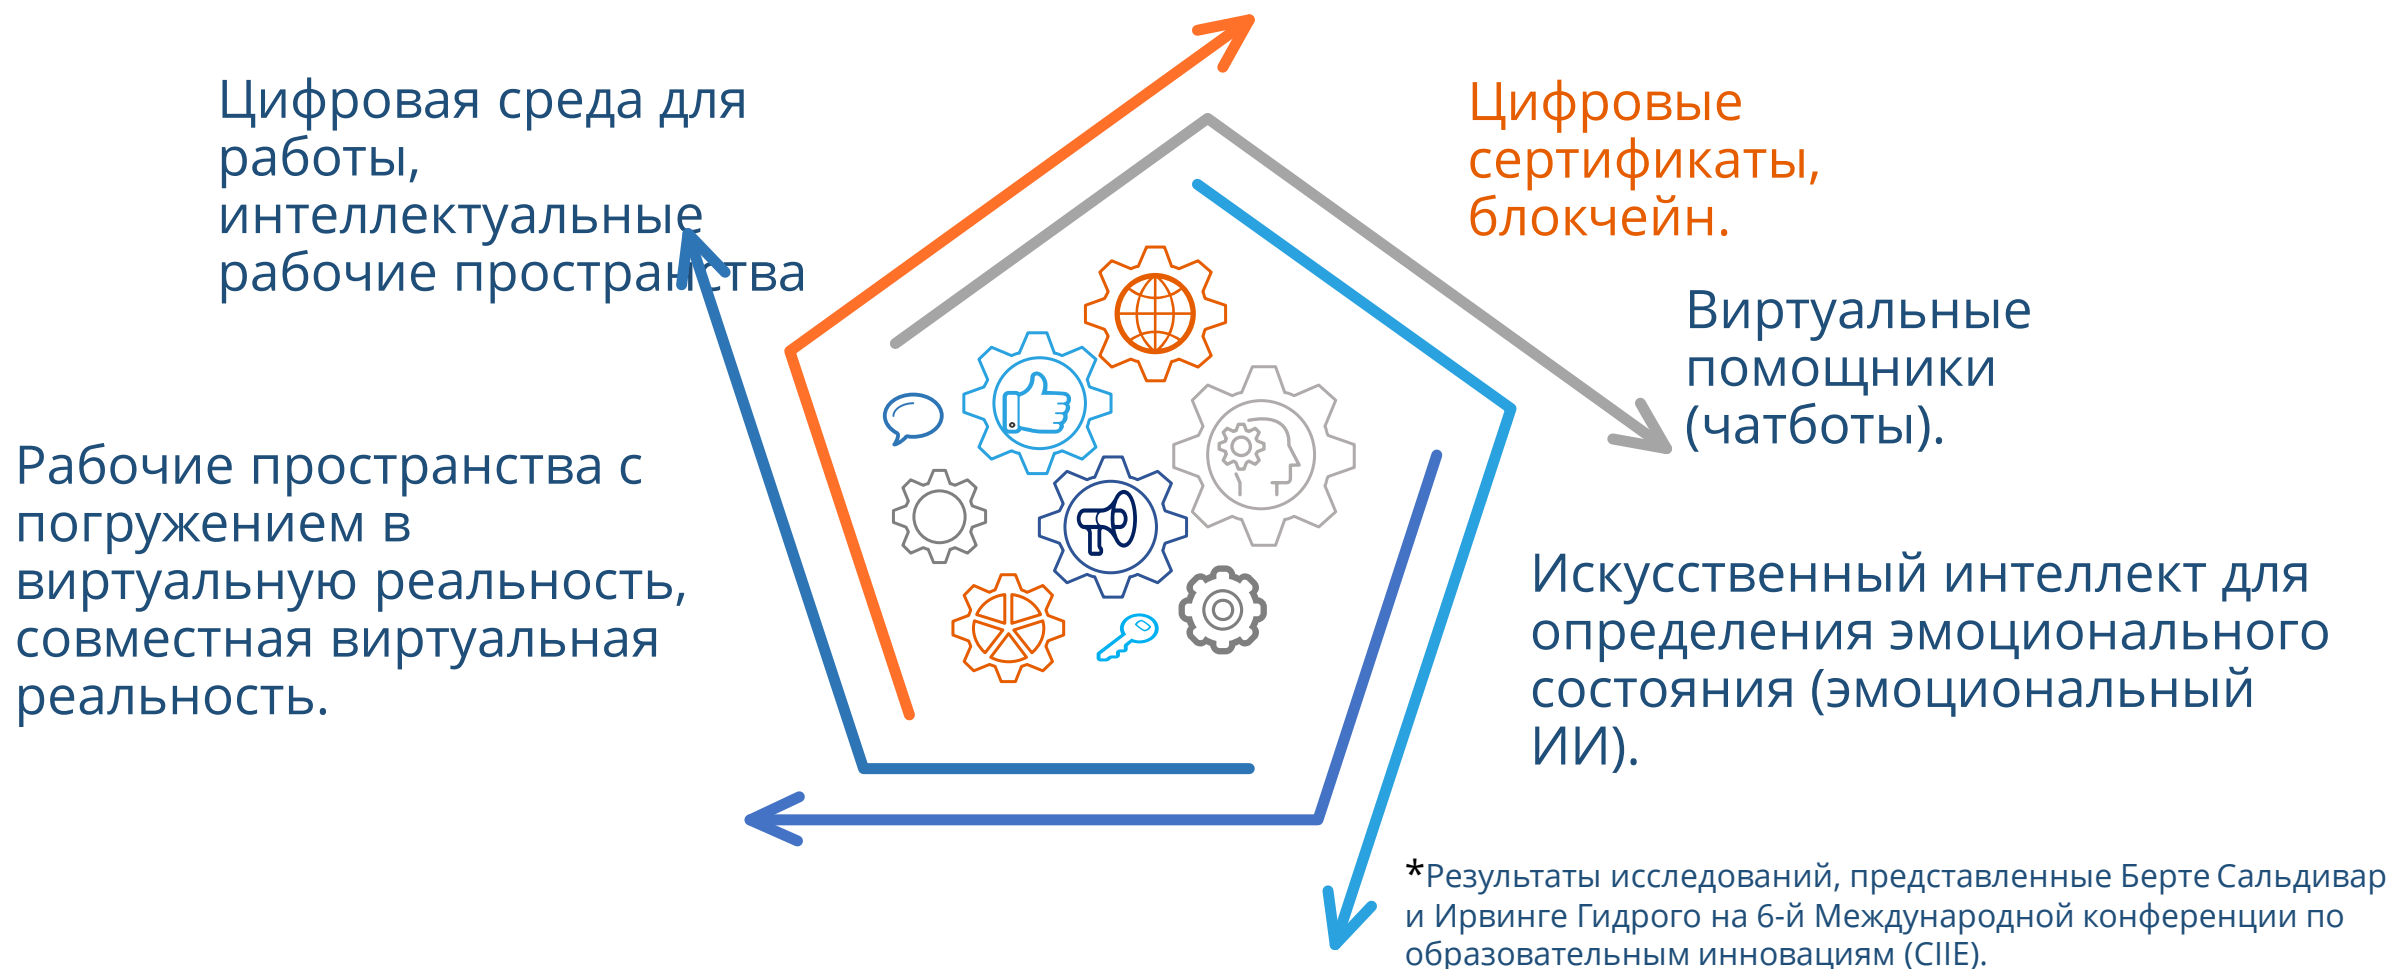 Цифровая среда для
работы,
интеллектуальные
рабочие пространства
Цифровые
сертификаты,
блокчейн.
Виртуальные
помощники
(чатботы).
Рабочие пространства с
погружением в
виртуальную реальность,
совместная виртуальная
реальность.
Искусственный интеллект для
определения эмоционального
состояния (эмоциональный
ИИ).
*Результаты исследований, представленные Берте Сальдивар
и Ирвинге Гидрого на 6-й Международной конференции по
образовательным инновациям (CIIE).